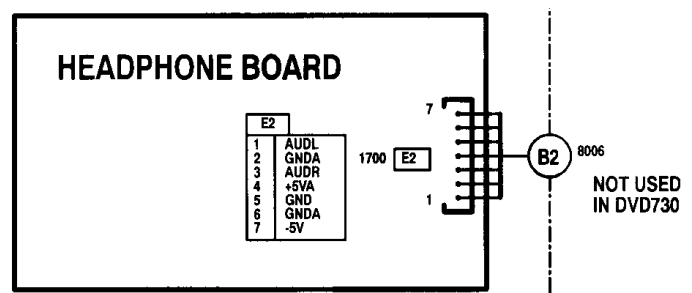 HEADPHONE BOARD
E2
1 AUDL
2 GNDA
3 AUDR
4 +5VA
5 GND
6 GNDA
7 -5V
7
1700 E2
1
B2 8006
NOT USED
IN DVD730